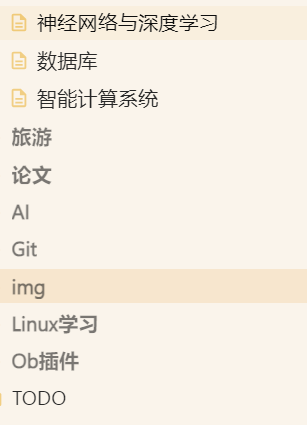 神经网络与深度学习
数据库
智能计算系统
旅游
论文
AI
Git
img
Linux学习
Ob插件
TODO